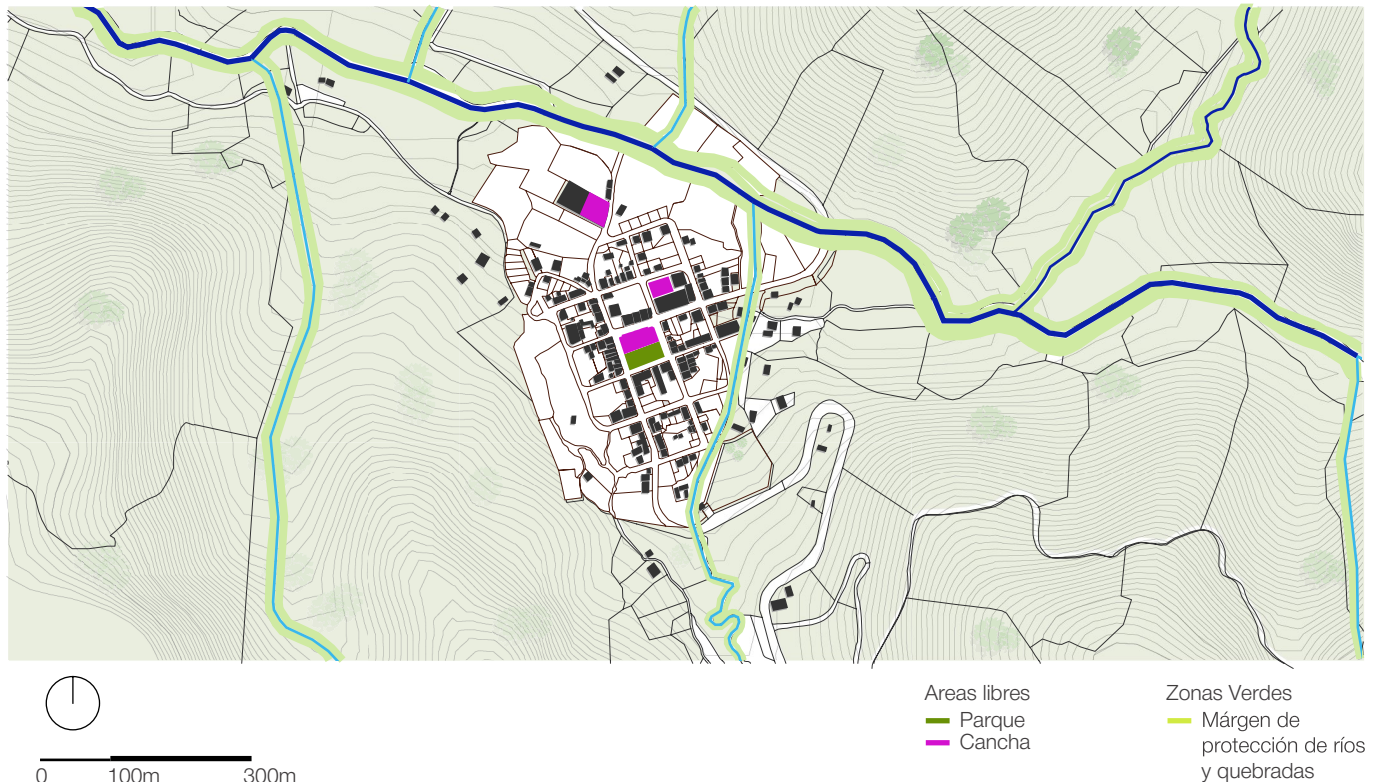 0 100m 300m
Areas libres
Parque
Cancha
Zonas Verdes
Márgen de
protección de ríos
y quebradas